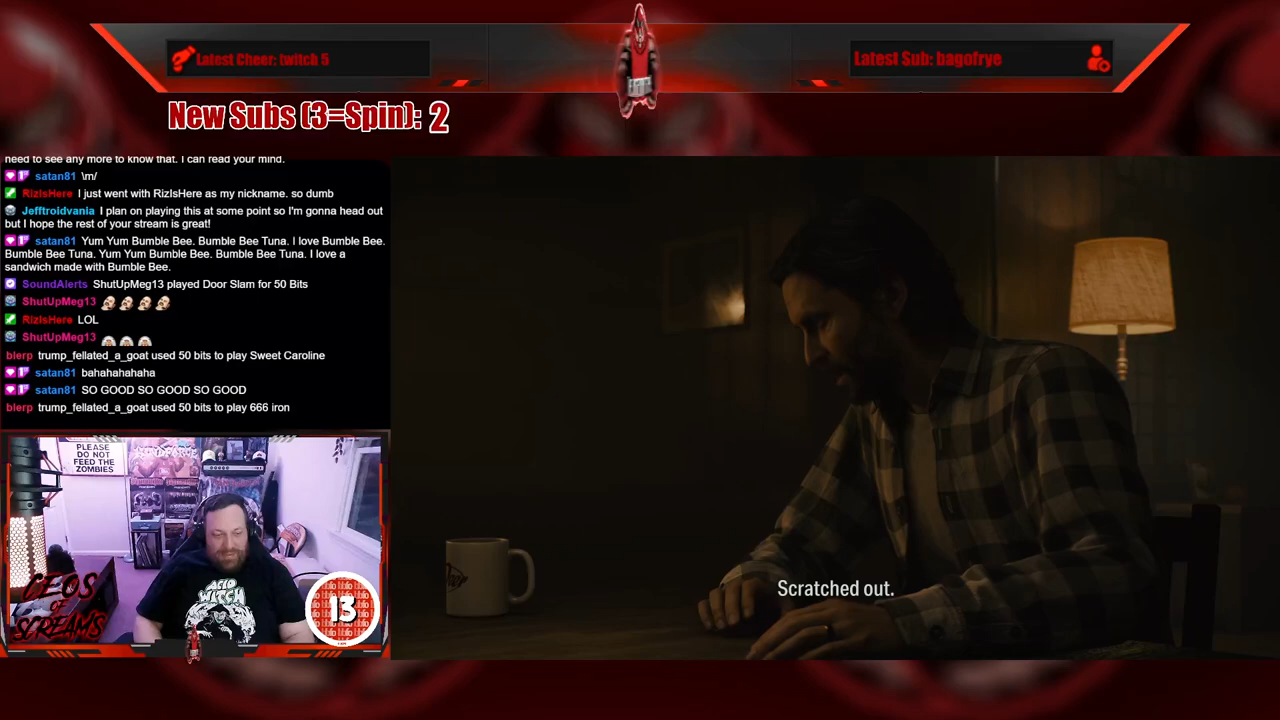 Latest Cheer: twitch 5
Latest Sub: bagofrye
New Subs (3=Spin): 2
need to see any more to know that. I can read your mind.
satan81 \m/
RizIsHere I just went with RizIsHere as my nickname. so dumb
Jefftroidvania I plan on playing this at some point so I'm gonna head out
but I hope the rest of your stream is great!
satan81 Yum Yum Bumble Bee. Bumble Bee Tuna. I love Bumble Bee.
Bumble Bee Tuna. Yum Yum Bumble Bee. Bumble Bee Tuna. I love a
sandwich made with Bumble Bee.
SoundAlerts ShutUpMeg13 played Door Slam for 50 Bits
ShutUpMeg13
RizIsHere LOL
ShutUpMeg13
blerp trump_fellated_a_goat used 50 bits to play Sweet Caroline
satan81 bahahahahaha
satan81 SO GOOD SO GOOD SO GOOD
blerp trump_fellated_a_goat used 50 bits to play 666 iron
PLEASE
DO NOT
FEED THE
ZOMBIES
ACID
WITCH
CEOS
OF
SCREAMS
13
Scratched out.